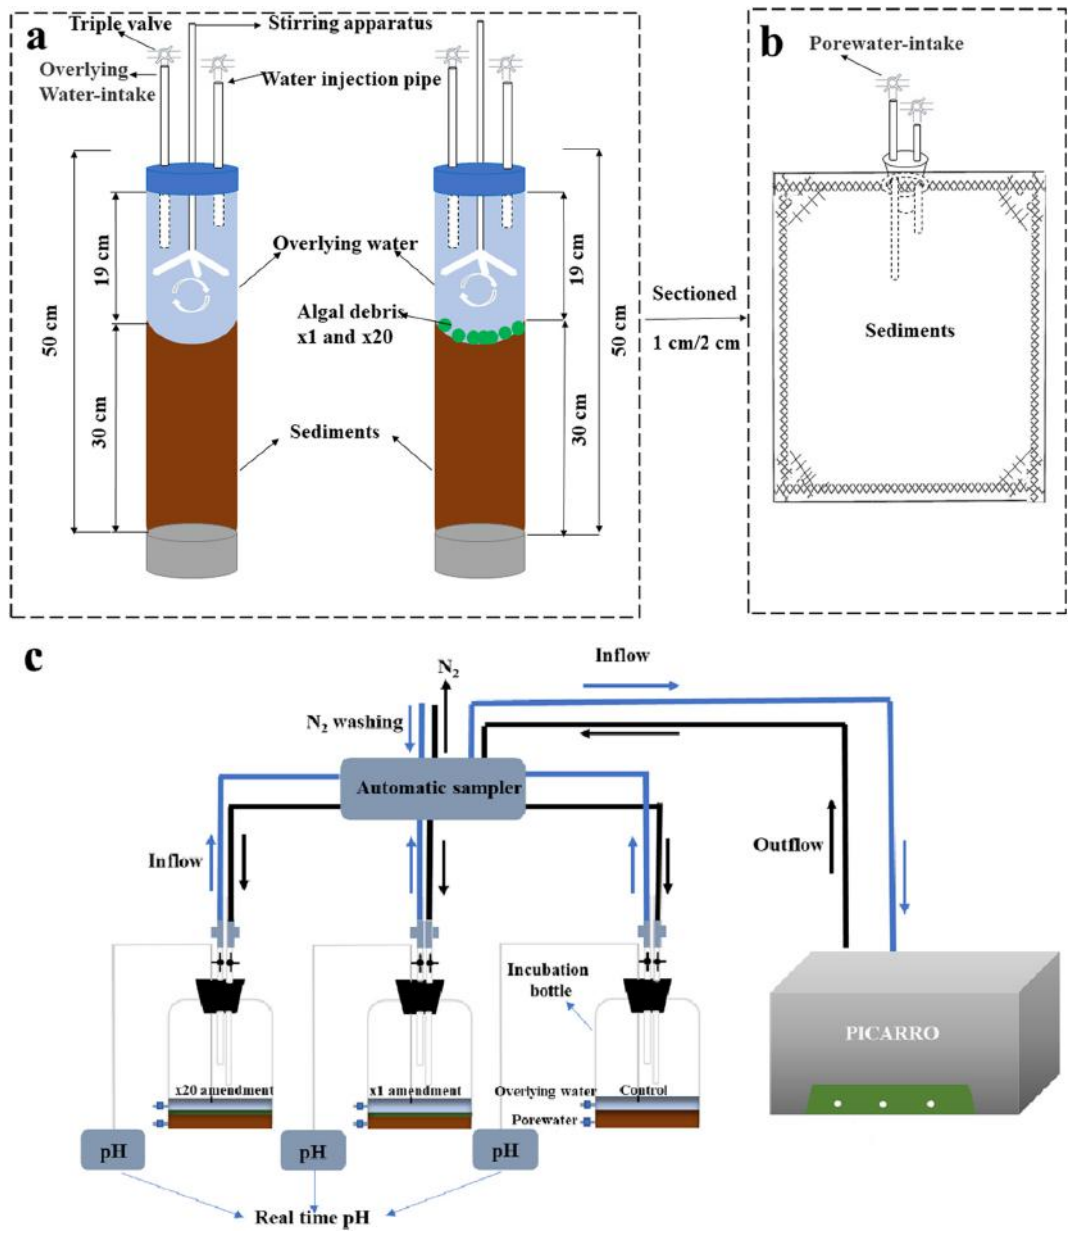 a
Triple valve
Stirring apparatus
Overlying
Water-intake
Water injection pipe
50 cm
19 cm
30 cm
Overlying water
Algal debris
x1 and x20
Sediments
19 cm
30 cm
50 cm
Sectioned
1 cm/2 cm
b
Porewater-intake
Sediments
c
N2
N2 washing
Inflow
Automatic sampler
Inflow
Outflow
Incubation
bottle
PICARRO
x20 amendment
x1 amendment
Overlying water
Control
Porewater
pH
pH
pH
Real time pH